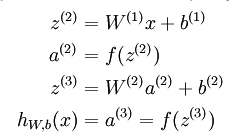 z^{(2)} = W^{(1)}x + b^{(1)}
a^{(2)} = f(z^{(2)})
z^{(3)} = W^{(2)}a^{(2)} + b^{(2)}
h_{W,b}(x) = a^{(3)} = f(z^{(3)})